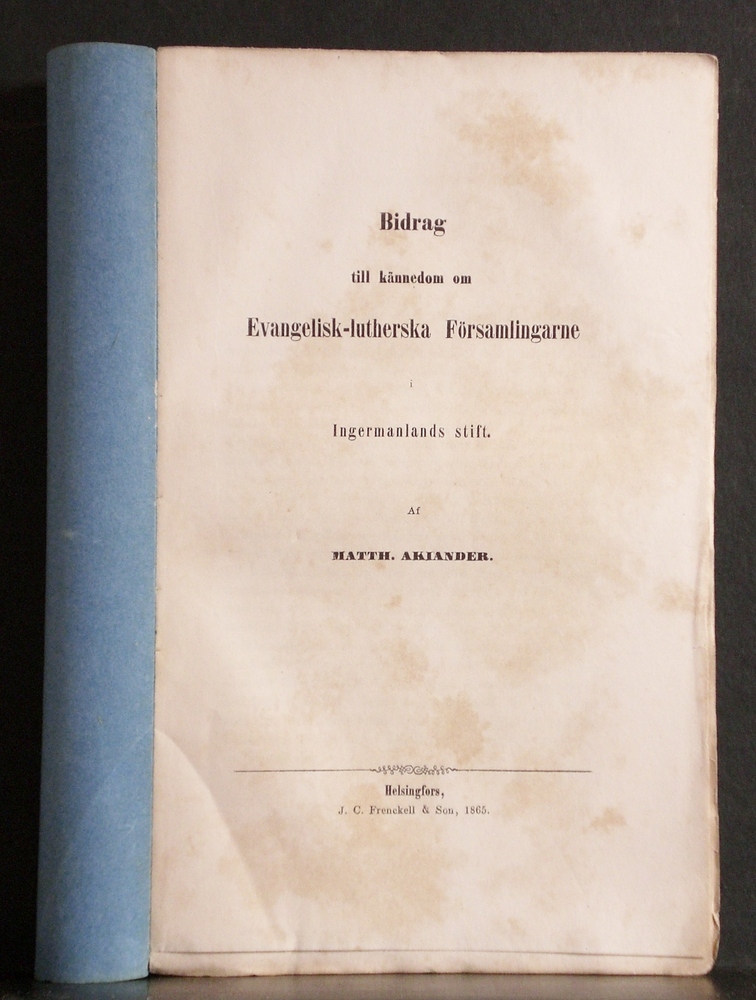 Bidrag
till kännedom om
Evangelisk-lutherska Församlingarne
i
Ingermanlands stift.
Af
MATTH. AKIANDER.
Helsingfors,
J. C. Frenckell & Son, 1865.